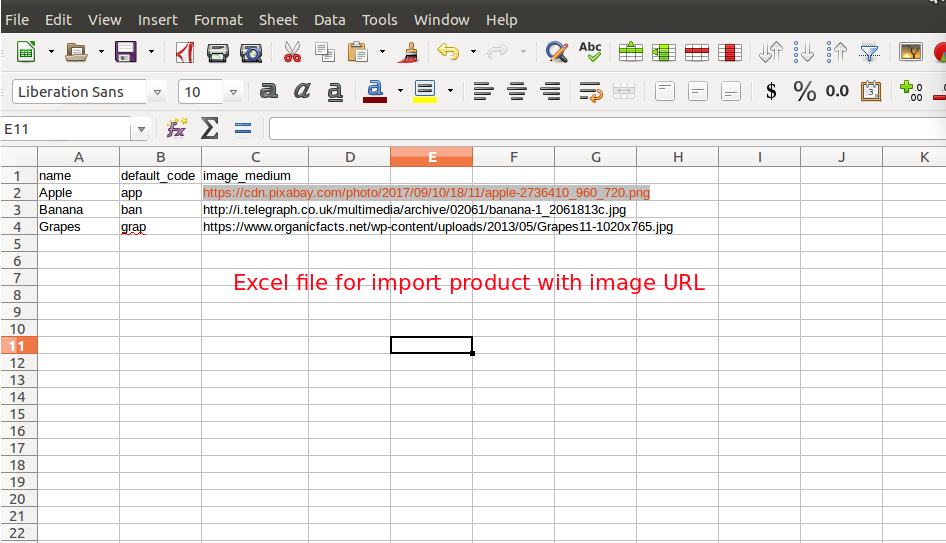 File Edit View Insert Format Sheet Data Tools Window Help
Abc
Liberation Sans 10 a a a a $ % 0.0 3 .0 .00
E11
A B C D E F G H I J K
1 name default_code image_medium
2 Apple app https://cdn.pixabay.com/photo/2017/09/10/18/11/apple-2736410_960_720.png
3 Banana ban http://i.telegraph.co.uk/multimedia/archive/02061/banana-1_2061813c.jpg
4 Grapes grap https://www.organicfacts.net/wp-content/uploads/2013/05/Grapes11-1020x765.jpg
5
6
7
Excel file for import product with image URL
8
9
10
11
12
13
14
15
16
17
18
19
20
21
22